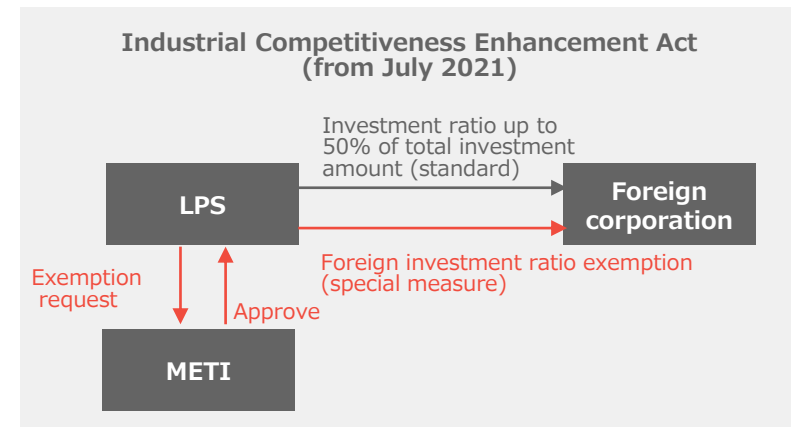 Industrial Competitiveness Enhancement Act
(from July 2021)
Investment ratio up to
50% of total investment
amount (standard)
LPS
Foreign
corporation
Foreign investment ratio exemption
(special measure)
Exemption
request
Approve
METI